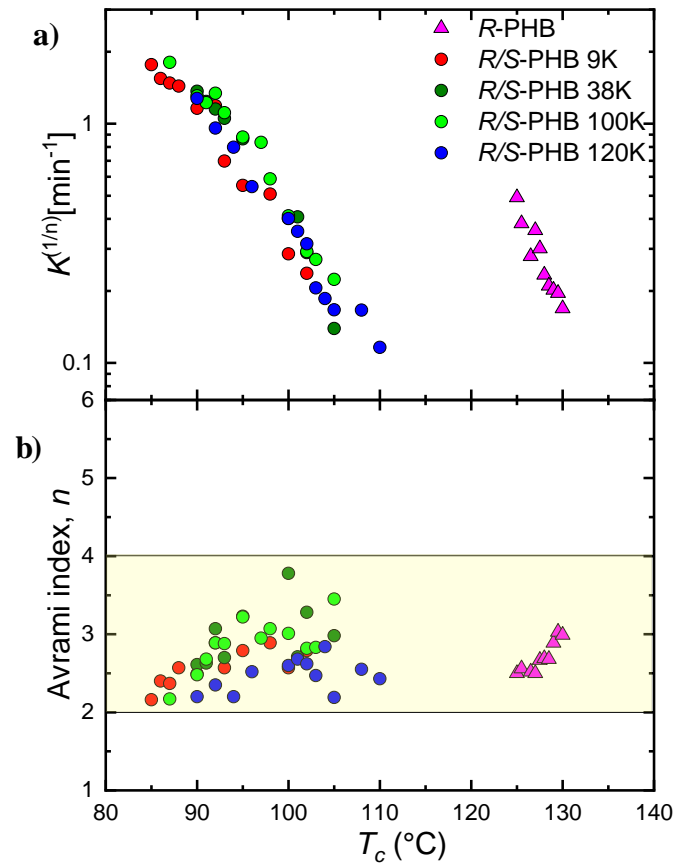 a)
R-PHB
R/S-PHB 9K
R/S-PHB 38K
R/S-PHB 100K
R/S-PHB 120K
K^(1/n)[min^-1]
1
0.1
b)
Avrami index, n
6
5
4
3
2
1
80 90 100 110 120 130 140
T_c (°C)